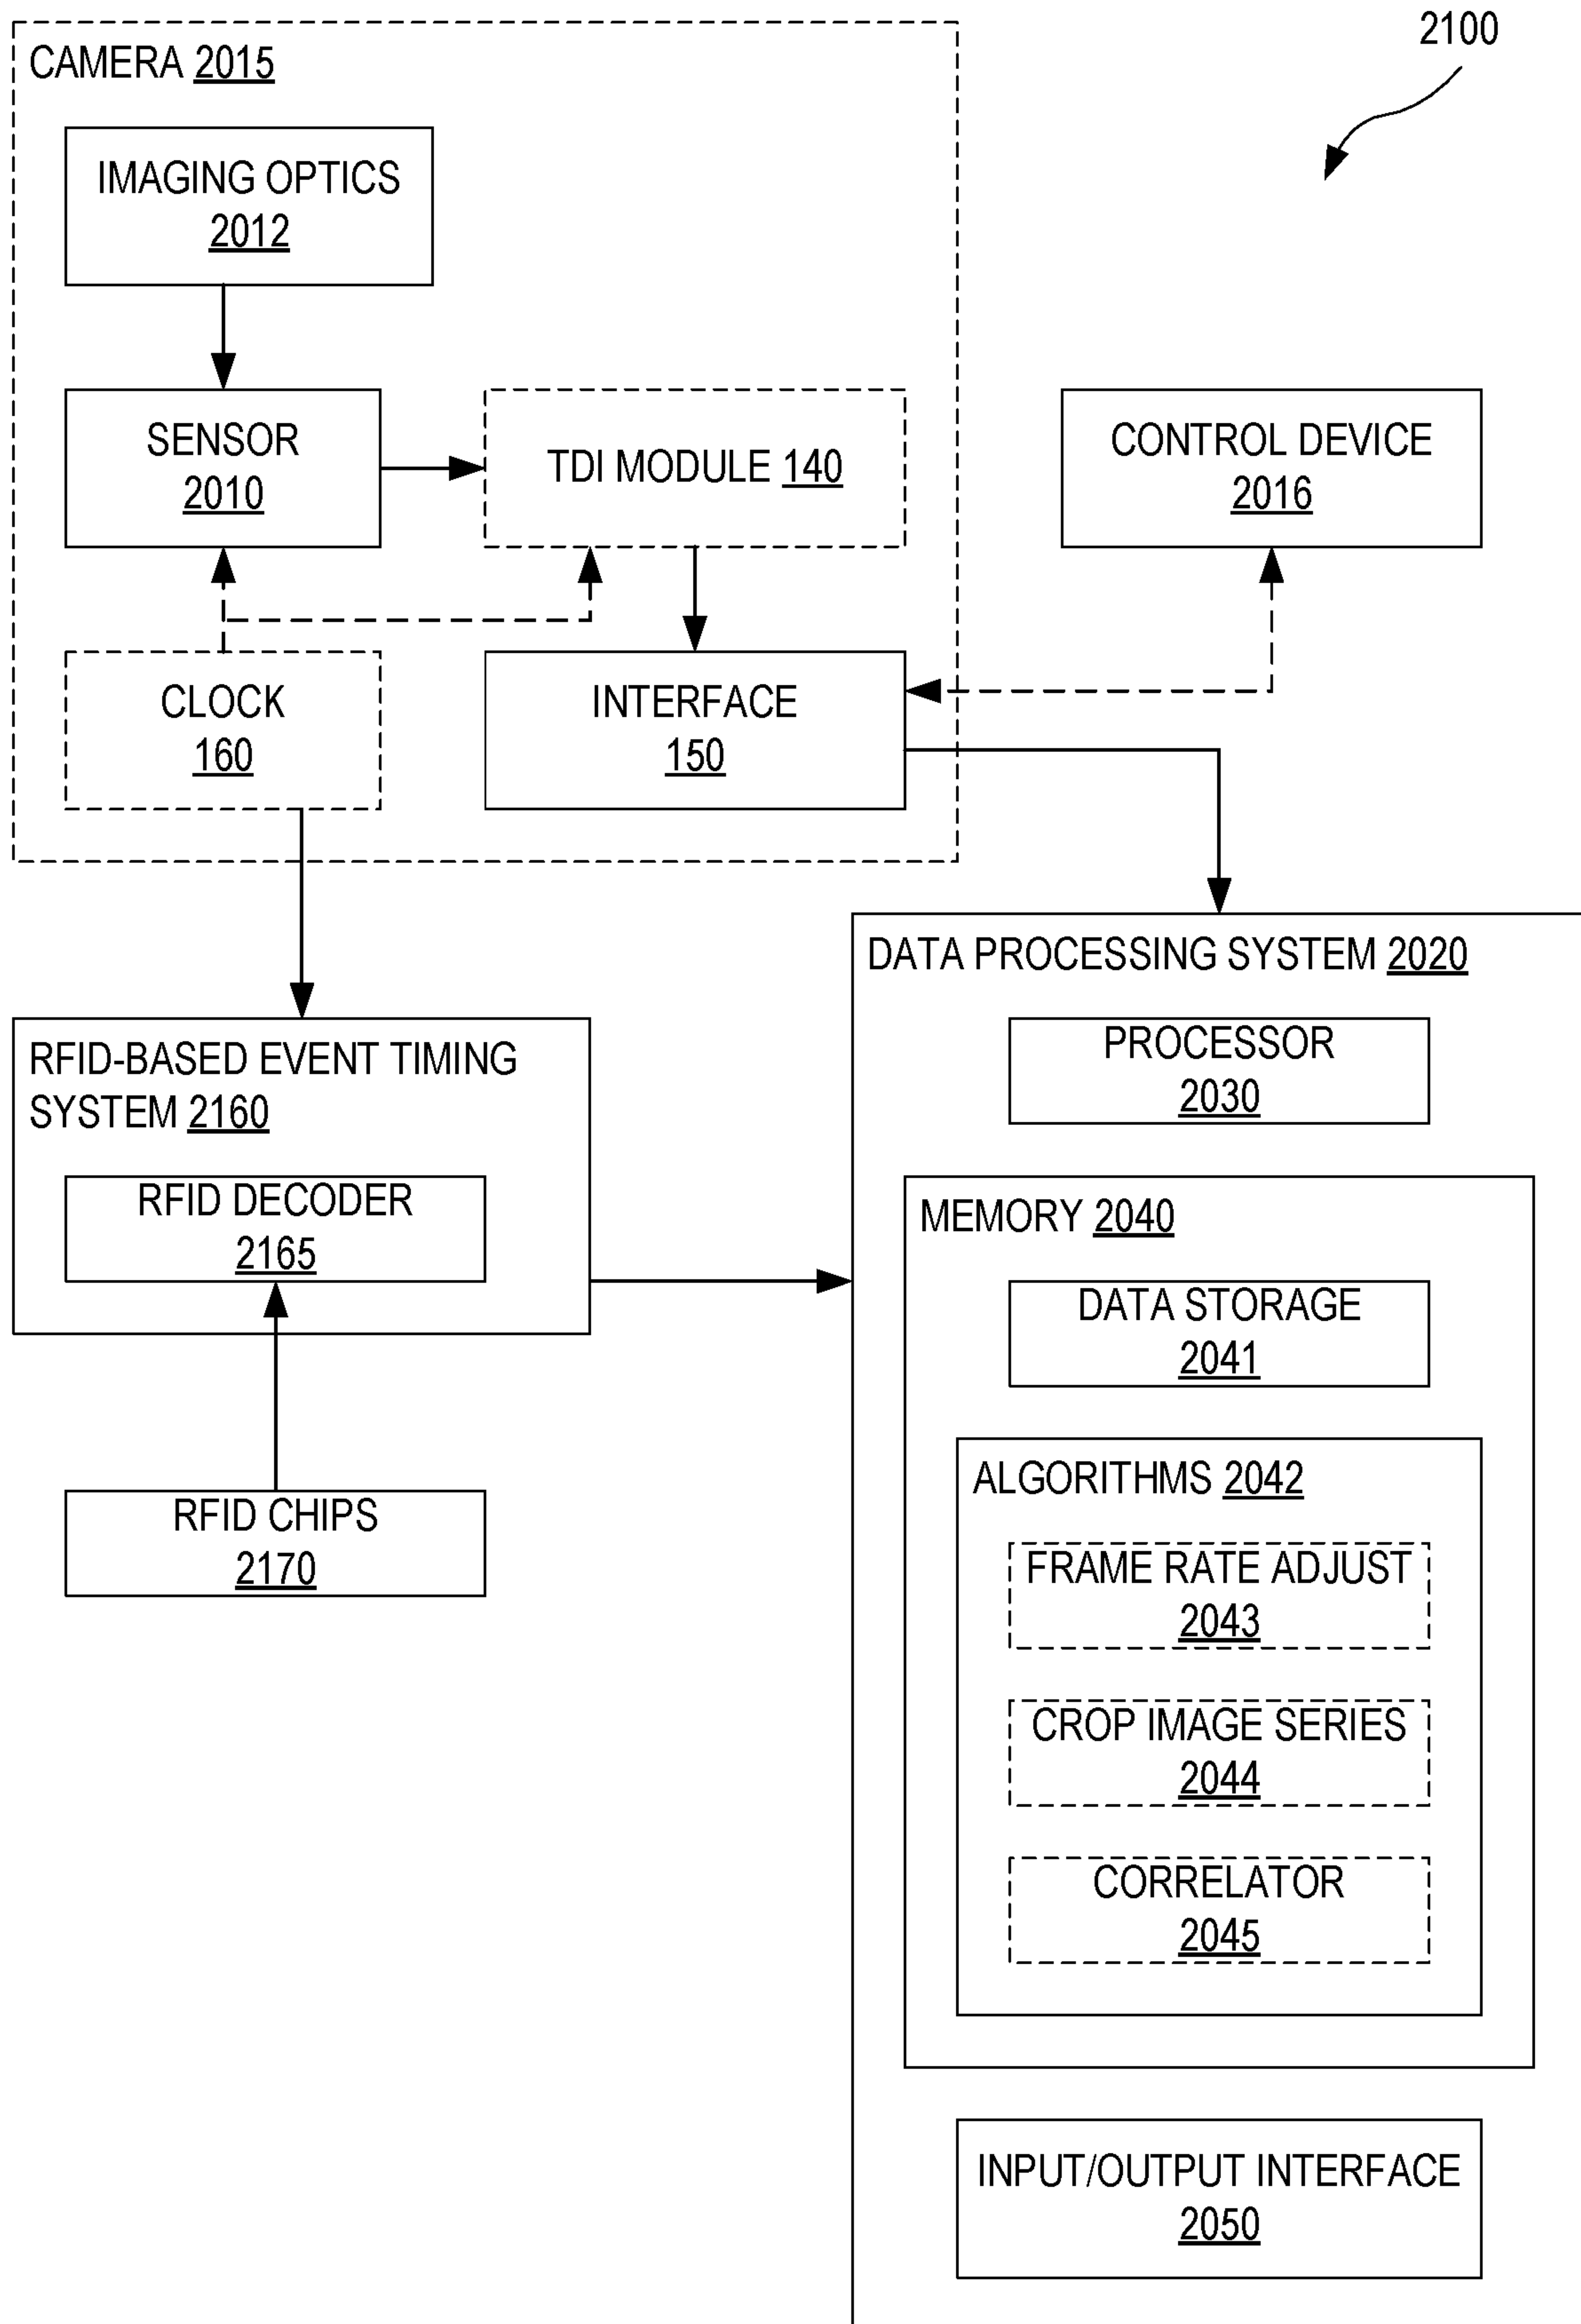 2100
CAMERA 2015
IMAGING OPTICS
2012
SENSOR
2010
TDI MODULE 140
CONTROL DEVICE
2016
CLOCK
160
INTERFACE
150
DATA PROCESSING SYSTEM 2020
PROCESSOR
2030
RFID-BASED EVENT TIMING
SYSTEM 2160
RFID DECODER
2165
RFID CHIPS
2170
MEMORY 2040
DATA STORAGE
2041
ALGORITHMS 2042
FRAME RATE ADJUST
2043
CROP IMAGE SERIES
2044
CORRELATOR
2045
INPUT/OUTPUT INTERFACE
2050